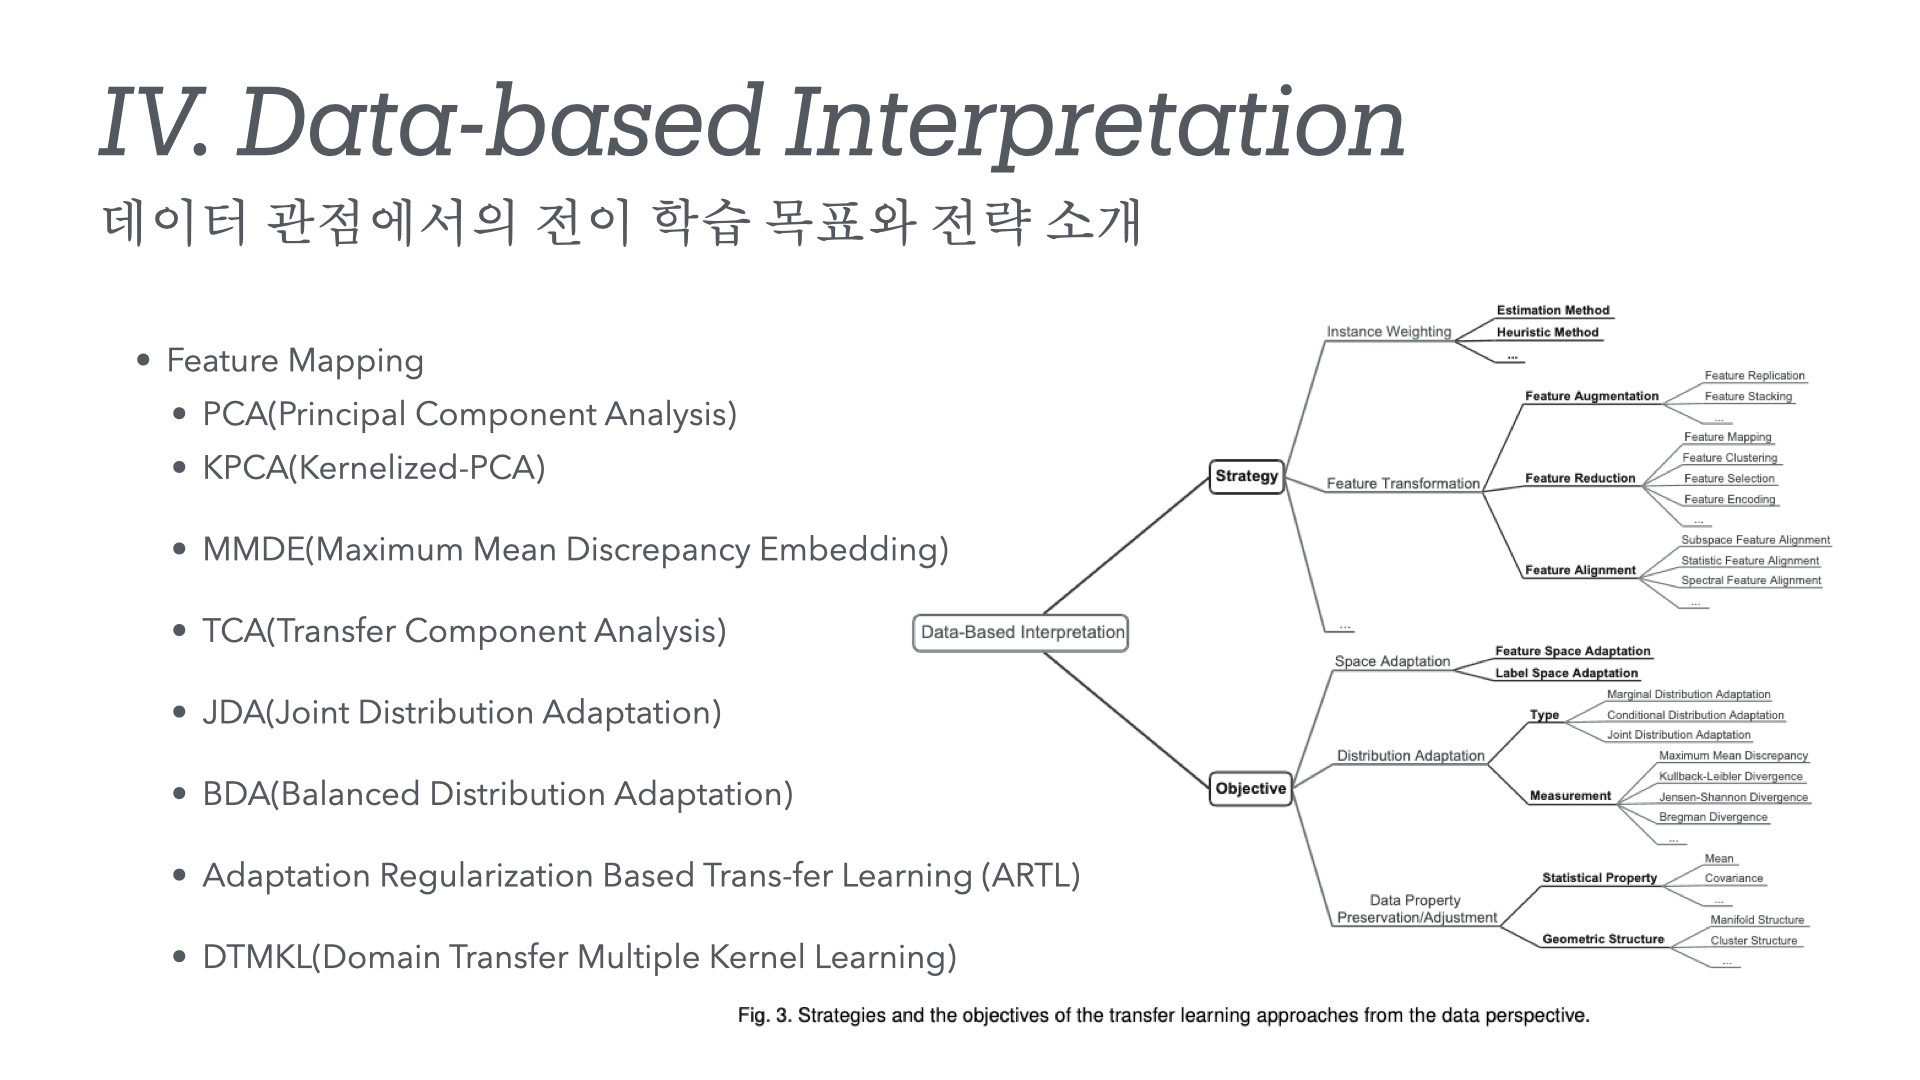 IV. Data-based Interpretation
데이터 관점에서의 전이 학습 목표와 전략 소개
• Feature Mapping
• PCA(Principal Component Analysis)
• KPCA(Kernelized-PCA)
• MMDE(Maximum Mean Discrepancy Embedding)
• TCA(Transfer Component Analysis)
• JDA(Joint Distribution Adaptation)
• BDA(Balanced Distribution Adaptation)
• Adaptation Regularization Based Trans-fer Learning (ARTL)
• DTMKL(Domain Transfer Multiple Kernel Learning)
Data-Based Interpretation
Strategy
Instance Weighting
Estimation Method
Heuristic Method
...
Feature Transformation
Feature Augmentation
Feature Replication
Feature Stacking
...
Feature Reduction
Feature Mapping
Feature Clustering
Feature Selection
Feature Encoding
...
Feature Alignment
Subspace Feature Alignment
Statistic Feature Alignment
Spectral Feature Alignment
...
...
Objective
Space Adaptation
Feature Space Adaptation
Label Space Adaptation
Distribution Adaptation
Type
Marginal Distribution Adaptation
Conditional Distribution Adaptation
Joint Distribution Adaptation
Measurement
Maximum Mean Discrepancy
Kullback-Leibler Divergence
Jensen-Shannon Divergence
Bregman Divergence
...
Data Property
Preservation/Adjustment
Statistical Property
Mean
Covariance
...
Geometric Structure
Manifold Structure
Cluster Structure
...
Fig. 3. Strategies and the objectives of the transfer learning approaches from the data perspective.